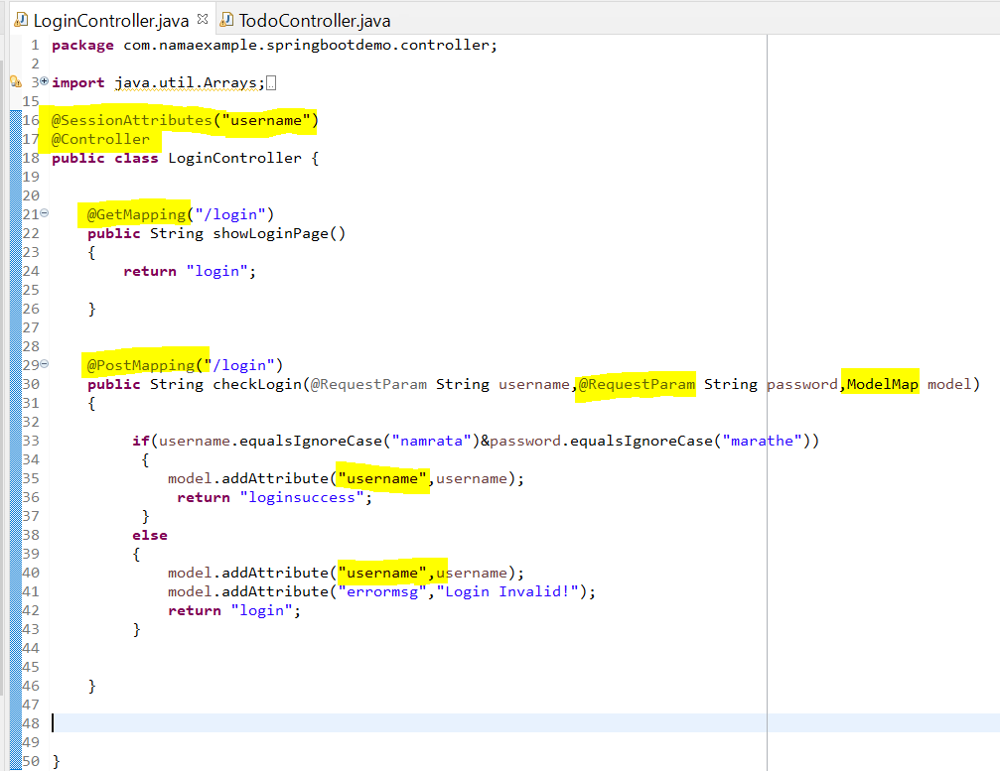 LoginController.java TodoController.java
1 package com.namaexample.springbootdemo.controller;
2
3 import java.util.Arrays;
15
16 @SessionAttributes("username")
17 @Controller
18 public class LoginController {
19
20
21 @GetMapping("/login")
22 public String showLoginPage()
23 {
24 return "login";
25
26 }
27
28
29 @PostMapping("/login")
30 public String checkLogin(@RequestParam String username,@RequestParam String password,ModelMap model)
31 {
32
33 if(username.equalsIgnoreCase("namrata")&password.equalsIgnoreCase("marathe"))
34 {
35 model.addAttribute("username",username);
36 return "loginsuccess";
37 }
38 else
39 {
40 model.addAttribute("username",username);
41 model.addAttribute("errormsg","Login Invalid!");
42 return "login";
43 }
44
45
46 }
47
48
49
50 }